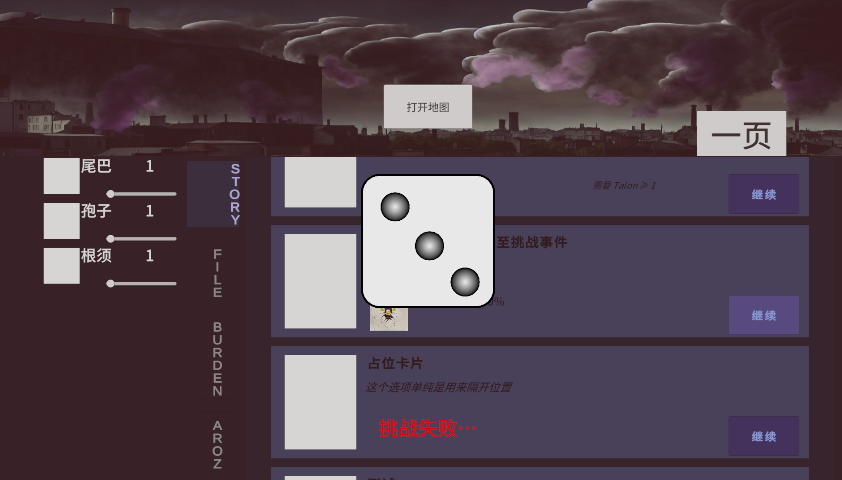 打开地图
一页
尾巴 1
孢子 1
根须 1
STORY
FILE
BURDEN
AROZ
需要 Talon ≥ 1
继续
至挑战事件
%
继续
占位卡片
这个选项单纯是用来隔开位置
挑战失败…
继续